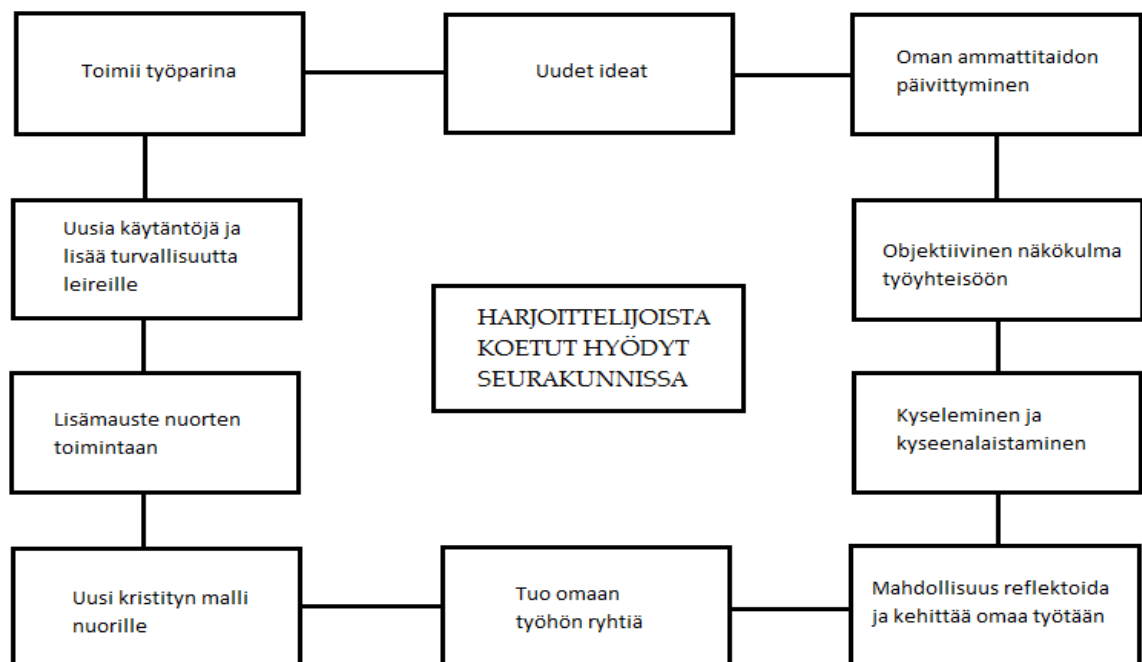 Toimii työparina
Uudet ideat
Oman ammattitaidon
päivittyminen
Uusia käytäntöjä ja
lisää turvallisuutta
leireille
Objektiivinen näkökulma
työyhteisöön
HARJOITTELIJOISTA
KOETUT HYÖDYT
SEURAKUNNISSA
Lisämauste nuorten
toimintaan
Kyseleminen ja
kyseenalaistaminen
Uusi kristityn malli
nuorille
Tuo omaan
työhön ryhtiä
Mahdollisuus reflektoida
ja kehittää omaa työtään